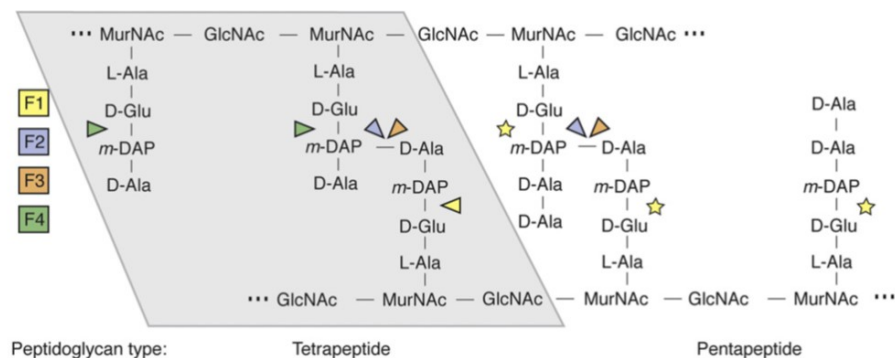 ··· MurNAc — GlcNAc — MurNAc — GlcNAc — MurNAc — GlcNAc ···
L-Ala L-Ala L-Ala
F1 D-Glu D-Glu D-Glu D-Ala
F2 m-DAP m-DAP — D-Ala m-DAP — D-Ala D-Ala
F3 D-Ala D-Ala m-DAP D-Ala m-DAP m-DAP
F4 D-Glu D-Ala D-Glu D-Glu
L-Ala L-Ala L-Ala
··· GlcNAc — MurNAc — GlcNAc — MurNAc — GlcNAc — MurNAc ···
Peptidoglycan type: Tetrapeptide Pentapeptide